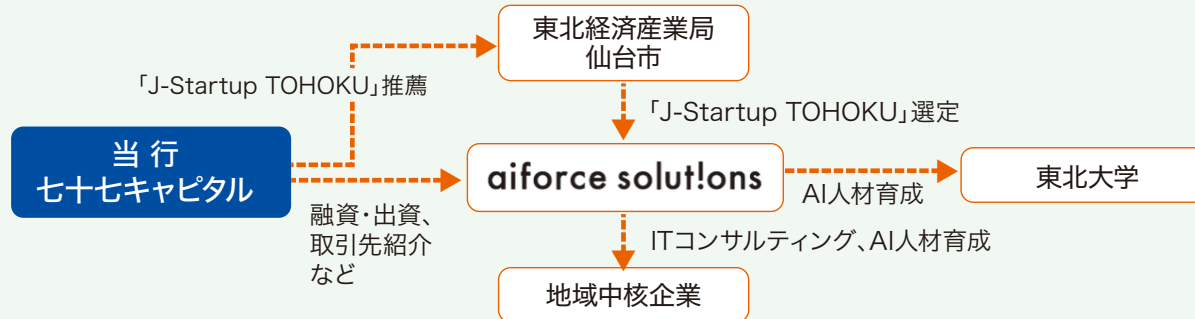 東北経済産業局
仙台市
「J-Startup TOHOKU」推薦
「J-Startup TOHOKU」選定
当 行
七十七キャピタル
aiforce solut!ons
東北大学
AI人材育成
融資・出資、
取引先紹介
など
ITコンサルティング、AI人材育成
地域中核企業